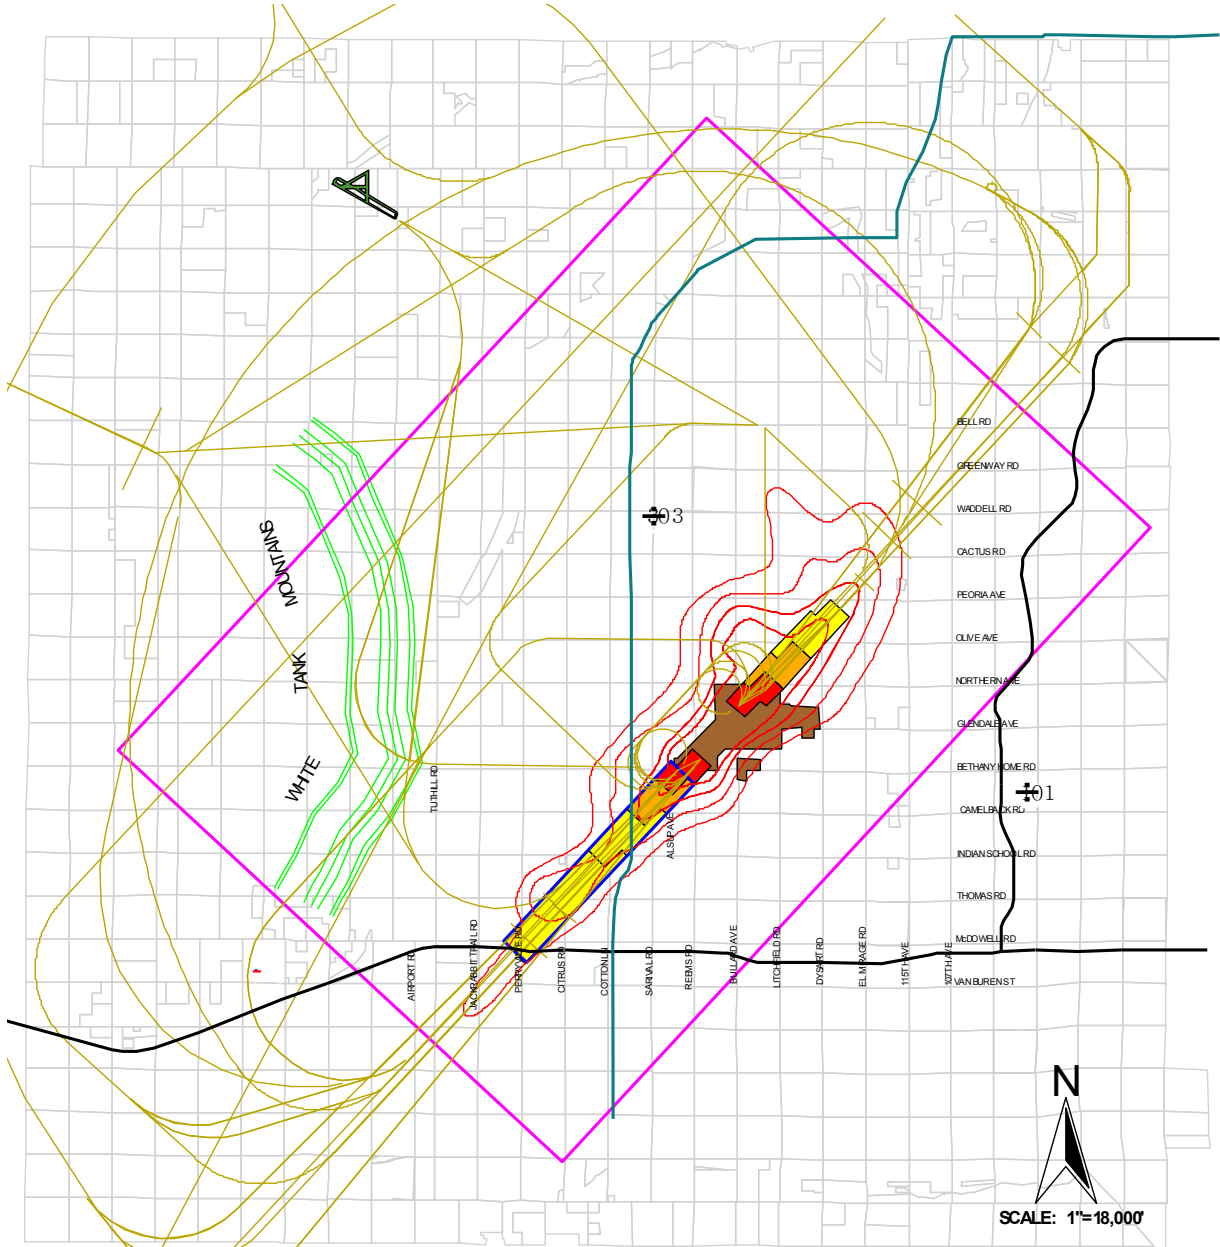 BELL RD
GREENWAY RD
WADDELL RD
303
CACTUS RD
MOUNTAINS
PEORIA AVE
OLIVE AVE
TANK
NORTHERN AVE
GLENDALE AVE
BETHANY HOME RD
WHITE
TUTHILL RD
101
CAMELBACK RD
ALSUP AVE
INDIAN SCHOOL RD
THOMAS RD
McDOWELL RD
AIRPORT RD
JACKRABBIT TRAIL RD
PERRYVILLE RD
CITRUS RD
COTTON LN
SARIVAL RD
REEMS RD
BULLARD AVE
LITCHFIELD RD
DYSART RD
EL MIRAGE RD
115TH AVE
107TH AVE
VAN BUREN ST
N
SCALE: 1"=18,000'